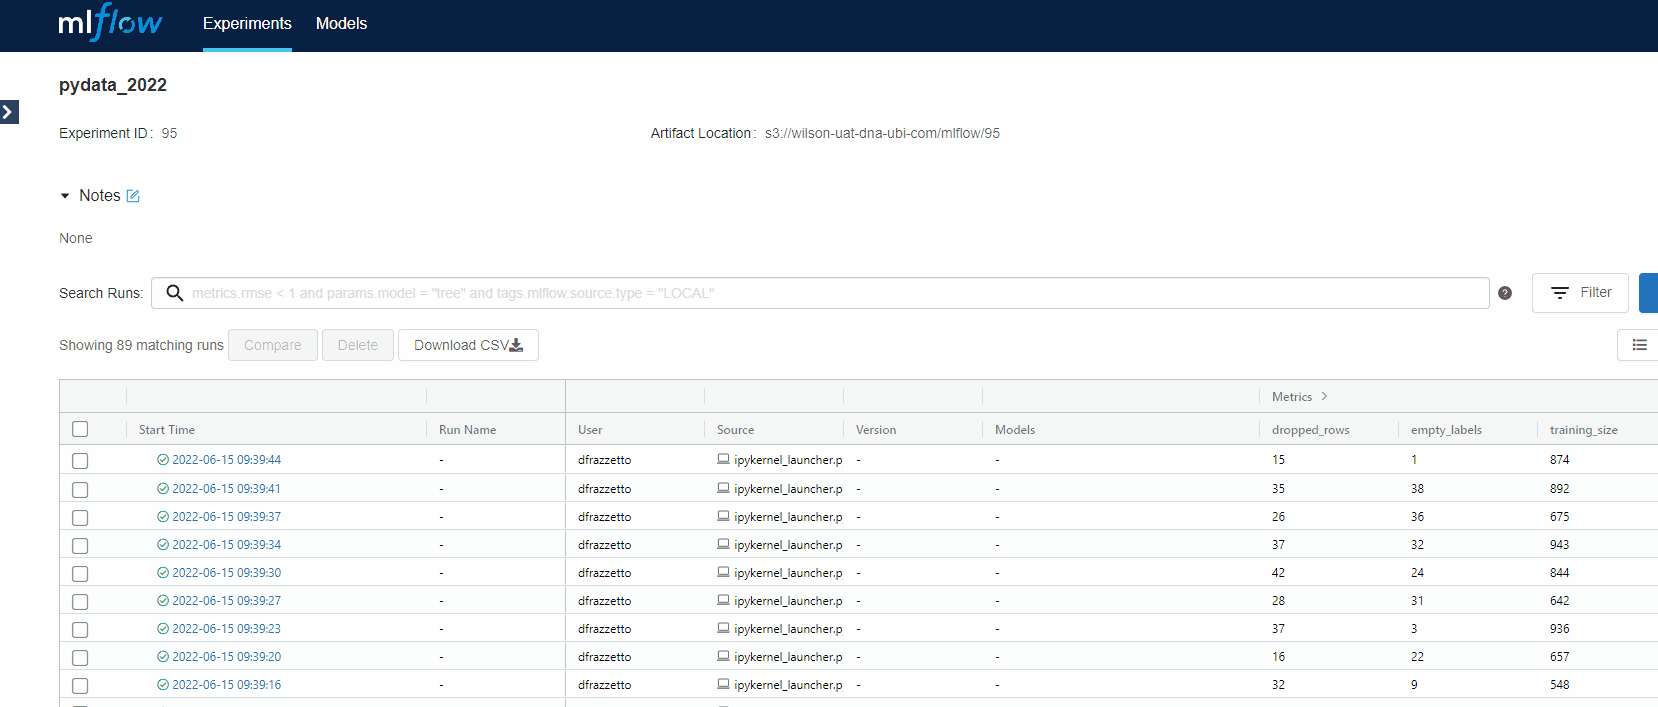 mlflow Experiments Models
pydata_2022
Experiment ID: 95 Artifact Location: s3://wilson-uat-dna-ubi-com/mlflow/95
Notes
None
Search Runs: metrics.rmse < 1 and params.model = "tree" and tags.mlflow.source.type = "LOCAL" ? Filter
Showing 89 matching runs Compare Delete Download CSV
Metrics >
Start Time Run Name User Source Version Models dropped_rows empty_labels training_size
2022-06-15 09:39:44 - dfrazzetto ipykernel_launcher.p - - 15 1 874
2022-06-15 09:39:41 - dfrazzetto ipykernel_launcher.p - - 35 38 892
2022-06-15 09:39:37 - dfrazzetto ipykernel_launcher.p - - 26 36 675
2022-06-15 09:39:34 - dfrazzetto ipykernel_launcher.p - - 37 32 943
2022-06-15 09:39:30 - dfrazzetto ipykernel_launcher.p - - 42 24 844
2022-06-15 09:39:27 - dfrazzetto ipykernel_launcher.p - - 28 31 642
2022-06-15 09:39:23 - dfrazzetto ipykernel_launcher.p - - 37 3 936
2022-06-15 09:39:20 - dfrazzetto ipykernel_launcher.p - - 16 22 657
2022-06-15 09:39:16 - dfrazzetto ipykernel_launcher.p - - 32 9 548